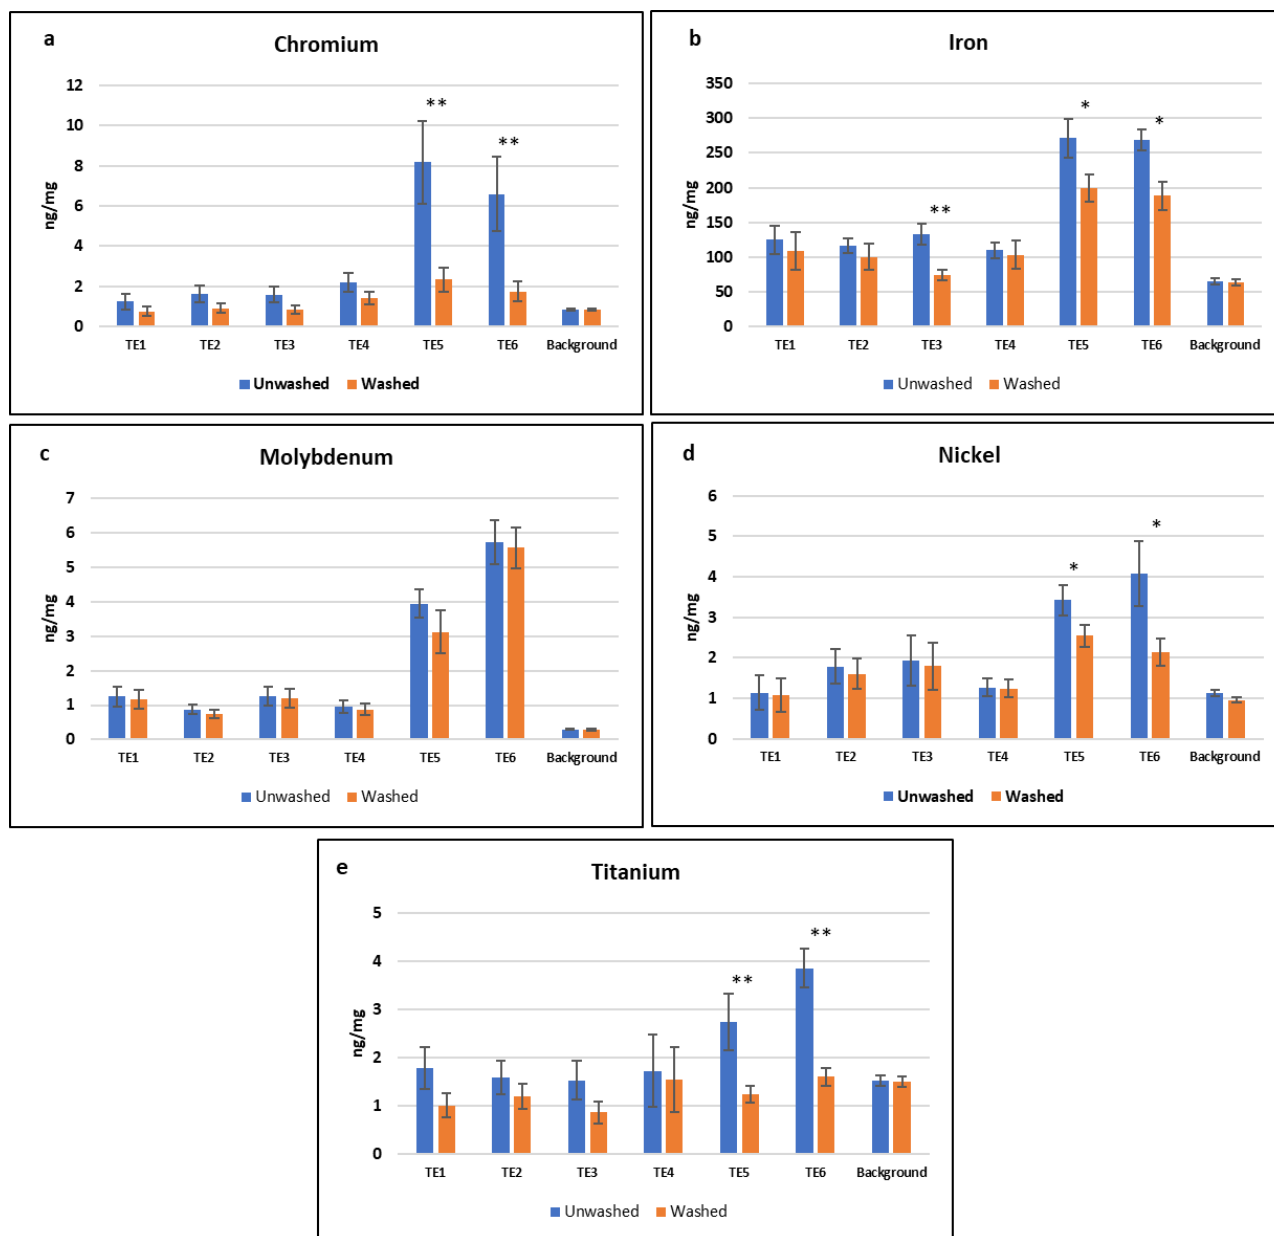 a
Chromium
12
10
8
6
4
2
0
ng/mg
**
**
TE1 TE2 TE3 TE4 TE5 TE6 Background
Unwashed Washed
b
Iron
350
300
250
200
150
100
50
0
ng/mg
**
*
*
TE1 TE2 TE3 TE4 TE5 TE6 Background
Unwashed Washed
c
Molybdenum
7
6
5
4
3
2
1
0
ng/mg
TE1 TE2 TE3 TE4 TE5 TE6 Background
Unwashed Washed
d
Nickel
6
5
4
3
2
1
0
ng/mg
*
*
TE1 TE2 TE3 TE4 TE5 TE6 Background
Unwashed Washed
e
Titanium
5
4
3
2
1
0
ng/mg
**
**
TE1 TE2 TE3 TE4 TE5 TE6 Background
Unwashed Washed